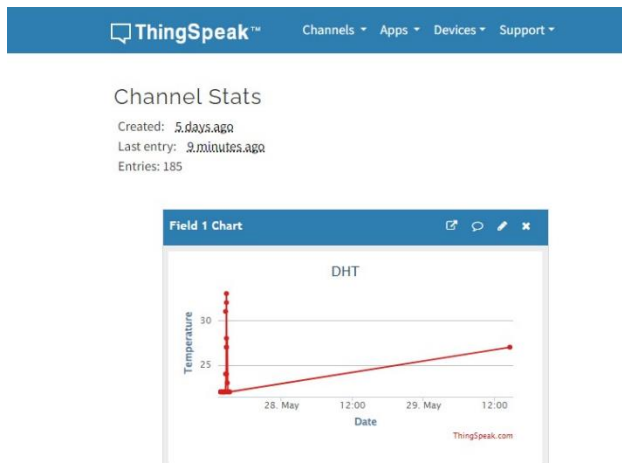 ThingSpeak™ Channels Apps Devices Support
Channel Stats
Created: 5 days ago
Last entry: 9 minutes ago
Entries: 185
Field 1 Chart
DHT
Temperature
30
25
28. May 12:00 29. May 12:00
Date
ThingSpeak.com